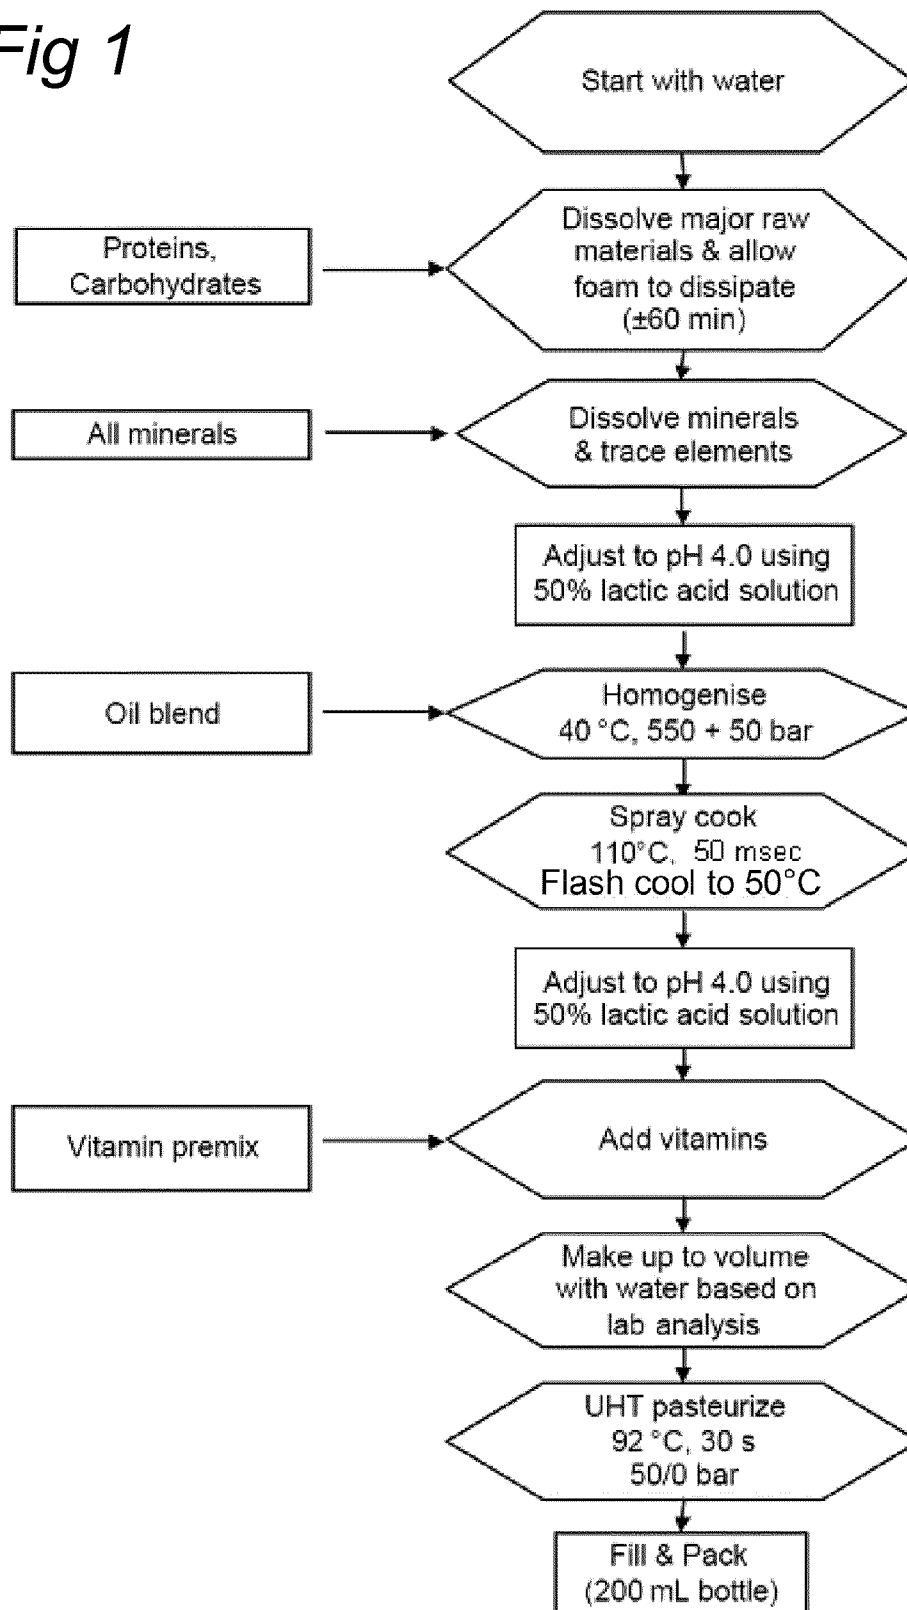 Fig 1
Start with water
Proteins,
Carbohydrates
Dissolve major raw
materials & allow
foam to dissipate
(±60 min)
All minerals
Dissolve minerals
& trace elements
Adjust to pH 4.0 using
50% lactic acid solution
Oil blend
Homogenise
40 °C, 550 + 50 bar
Spray cook
110°C, 50 msec
Flash cool to 50°C
Adjust to pH 4.0 using
50% lactic acid solution
Vitamin premix
Add vitamins
Make up to volume
with water based on
lab analysis
UHT pasteurize
92 °C, 30 s
50/0 bar
Fill & Pack
(200 mL bottle)